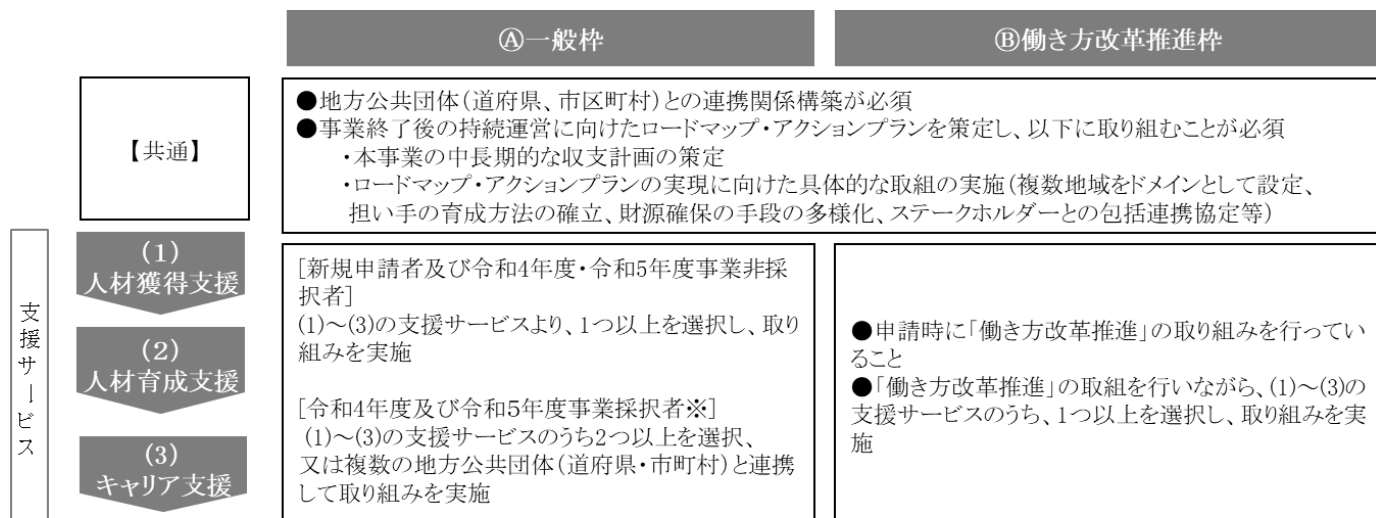 Ⓐ一般枠
Ⓑ働き方改革推進枠
【共通】
●地方公共団体(道府県、市区町村)との連携関係構築が必須
●事業終了後の持続運営に向けたロードマップ・アクションプランを策定し、以下に取り組むことが必須
・本事業の中長期的な収支計画の策定
・ロードマップ・アクションプランの実現に向けた具体的な取組の実施(複数地域をドメインとして設定、
担い手の育成方法の確立、財源確保の手段の多様化、ステークホルダーとの包括連携協定等)
支援サービス
(1)
人材獲得支援
(2)
人材育成支援
(3)
キャリア支援
[新規申請者及び令和4年度・令和5年度事業非採
択者]
(1)～(3)の支援サービスより、1つ以上を選択し、取り
組みを実施
[令和4年度及び令和5年度事業採択者※]
(1)～(3)の支援サービスのうち2つ以上を選択、
又は複数の地方公共団体(道府県・市町村)と連携
して取り組みを実施
●申請時に「働き方改革推進」の取り組みを行ってい
ること
●「働き方改革推進」の取組を行いながら、(1)～(3)の
支援サービスのうち、1つ以上を選択し、取り組みを実
施